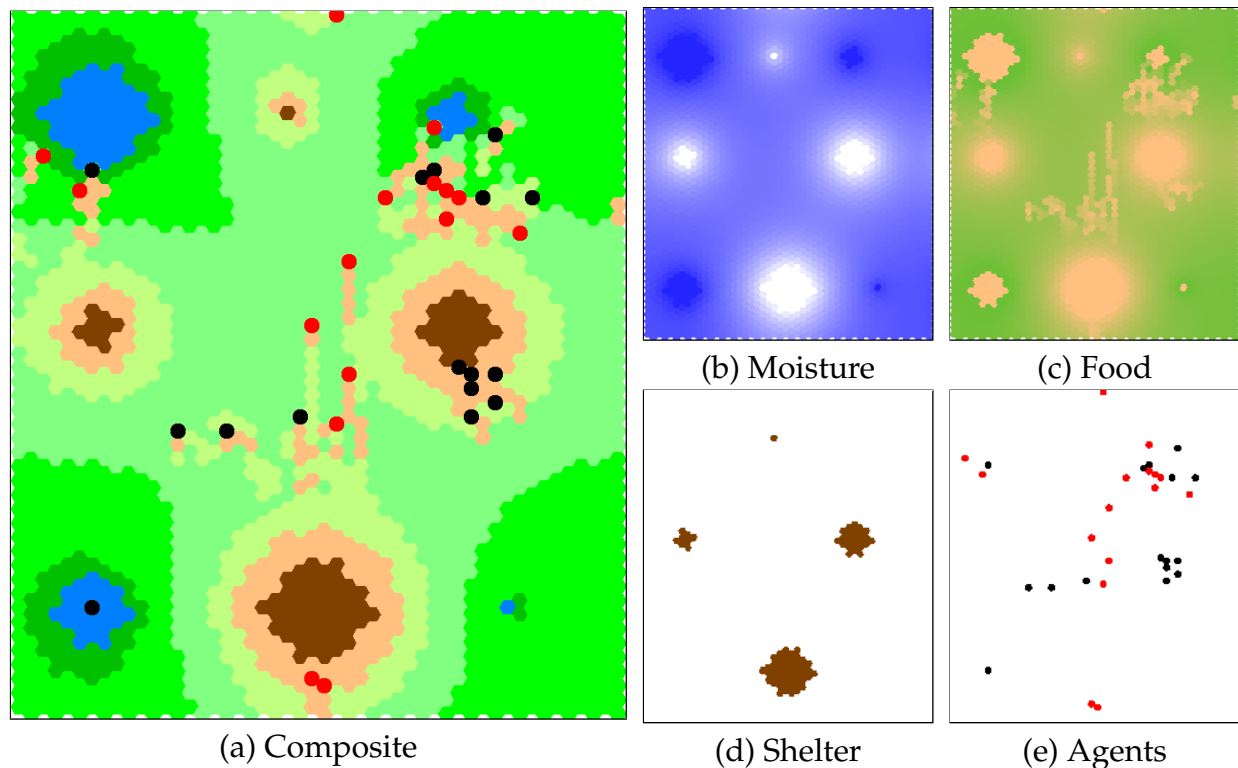 (b) Moisture
(c) Food
(a) Composite
(d) Shelter
(e) Agents